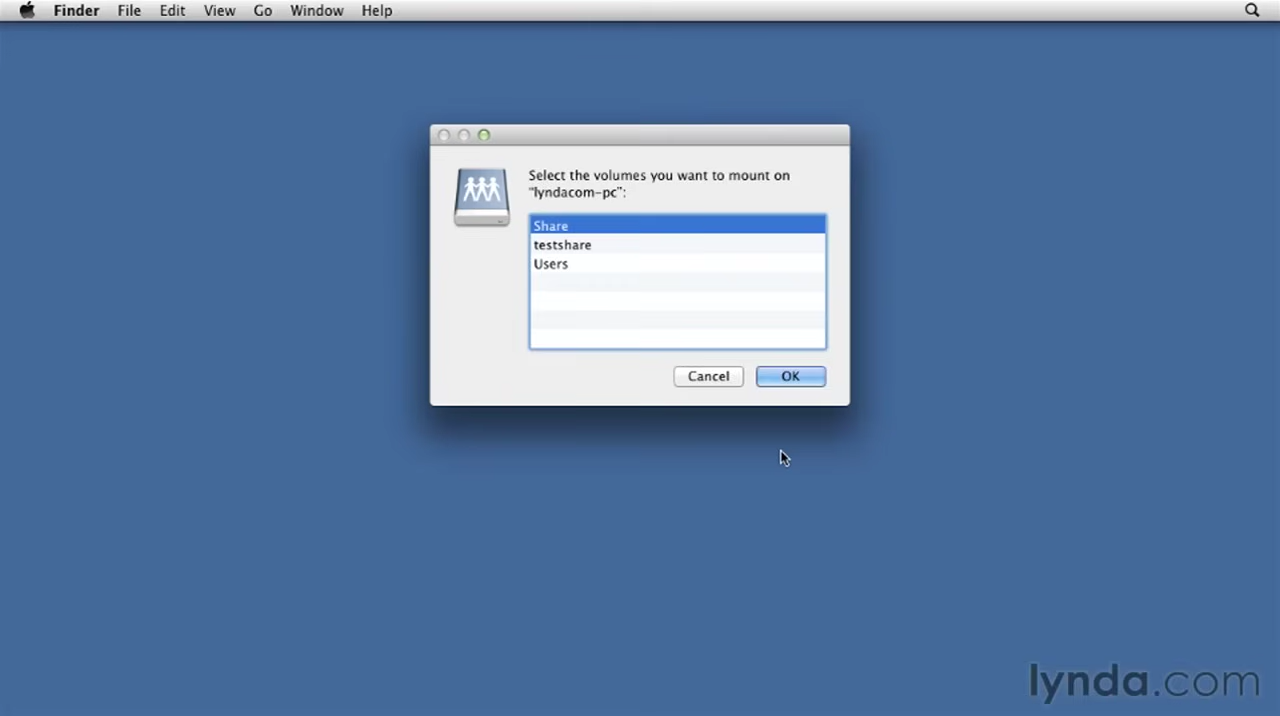 Finder File Edit View Go Window Help
Select the volumes you want to mount on
"lyndacom-pc":
Share
testshare
Users
Cancel OK
lynda.com